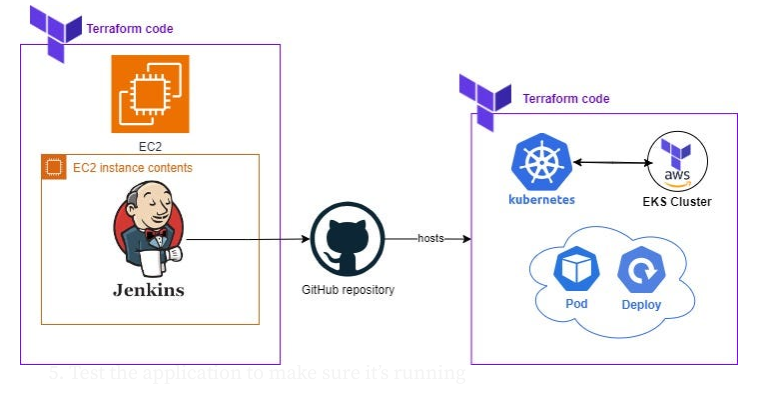 Terraform code
EC2
EC2 instance contents
Jenkins
GitHub repository
hosts
Terraform code
kubernetes
aws
EKS Cluster
Pod
Deploy
5. Test the application to make sure it's running